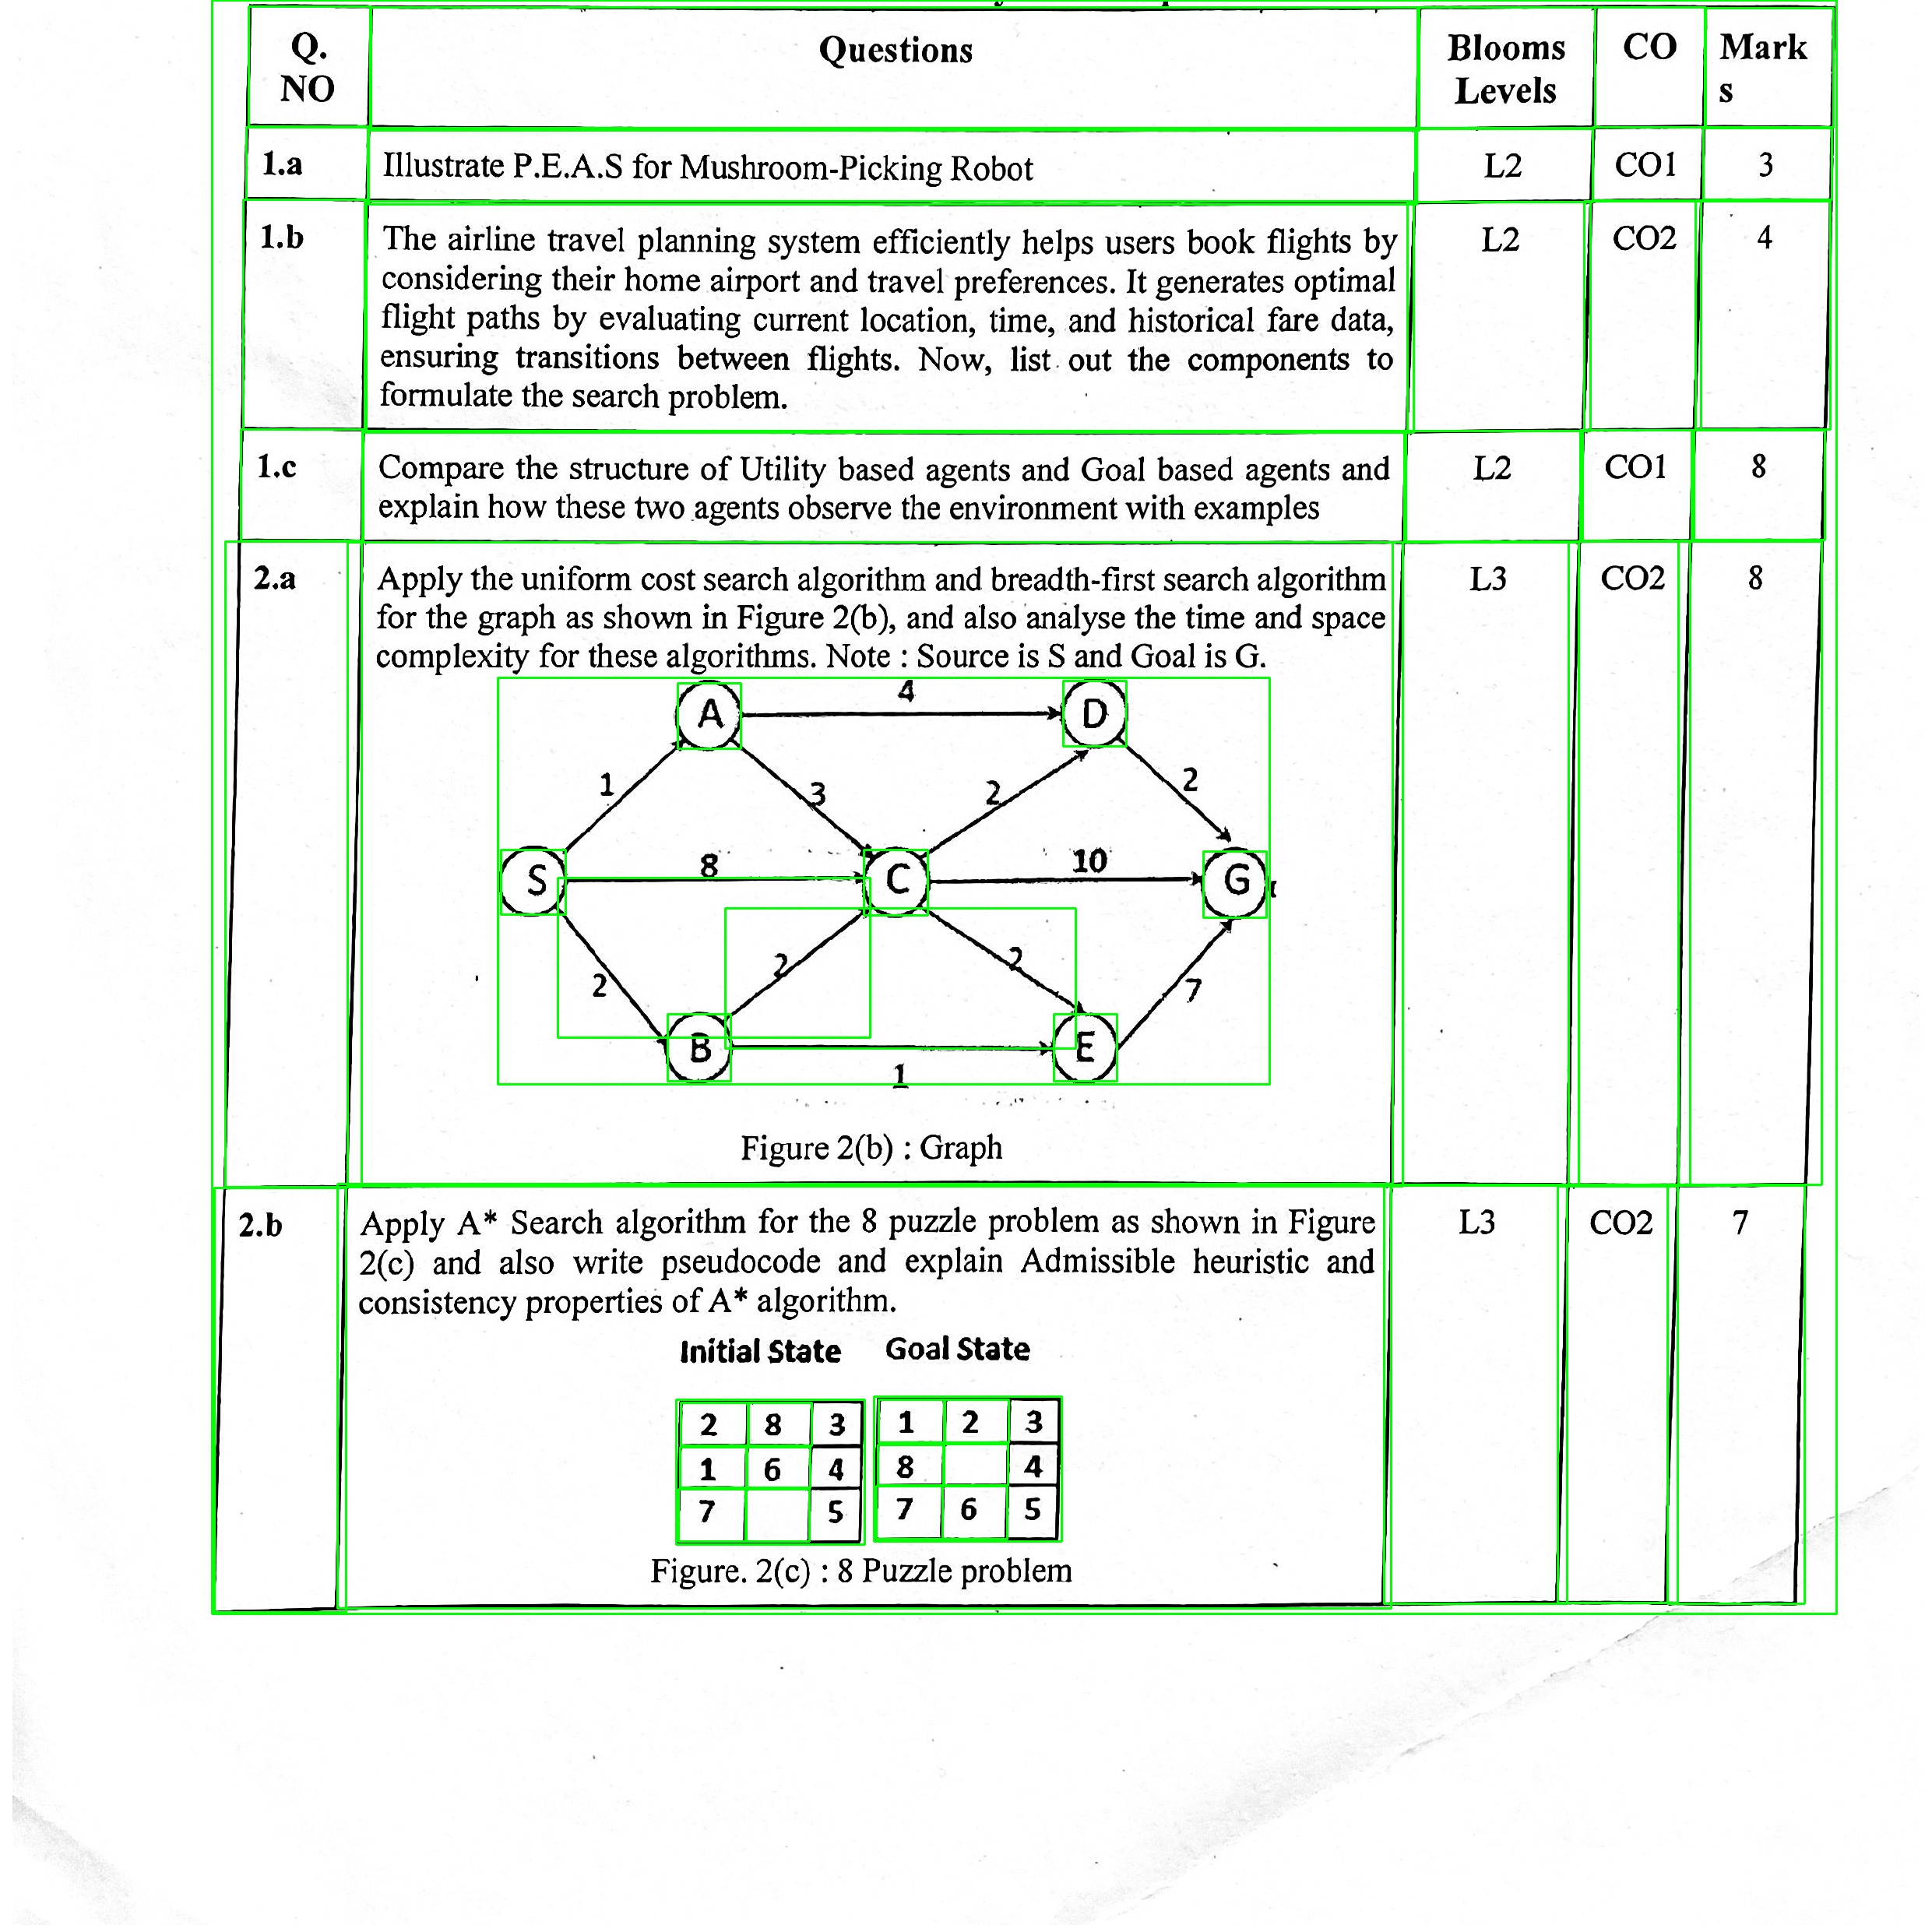 Q. NO Questions Blooms Levels CO Mark s
1.a Illustrate P.E.A.S for Mushroom-Picking Robot L2 CO1 3
1.b The airline travel planning system efficiently helps users book flights by L2 CO2 4
considering their home airport and travel preferences. It generates optimal
flight paths by evaluating current location, time, and historical fare data,
ensuring transitions between flights. Now, list out the components to
formulate the search problem.
1.c Compare the structure of Utility based agents and Goal based agents and L2 CO1 8
explain how these two agents observe the environment with examples
2.a Apply the uniform cost search algorithm and breadth-first search algorithm L3 CO2 8
for the graph as shown in Figure 2(b), and also analyse the time and space
complexity for these algorithms. Note : Source is S and Goal is G.
4
A D
1 3 2 2
8 10
S C G
2 2 2 7
B E
1
Figure 2(b) : Graph
2.b Apply A* Search algorithm for the 8 puzzle problem as shown in Figure L3 CO2 7
2(c) and also write pseudocode and explain Admissible heuristic and
consistency properties of A* algorithm.
Initial State Goal State
2 8 3 1 2 3
1 6 4 8 4
7 5 7 6 5
Figure. 2(c) : 8 Puzzle problem